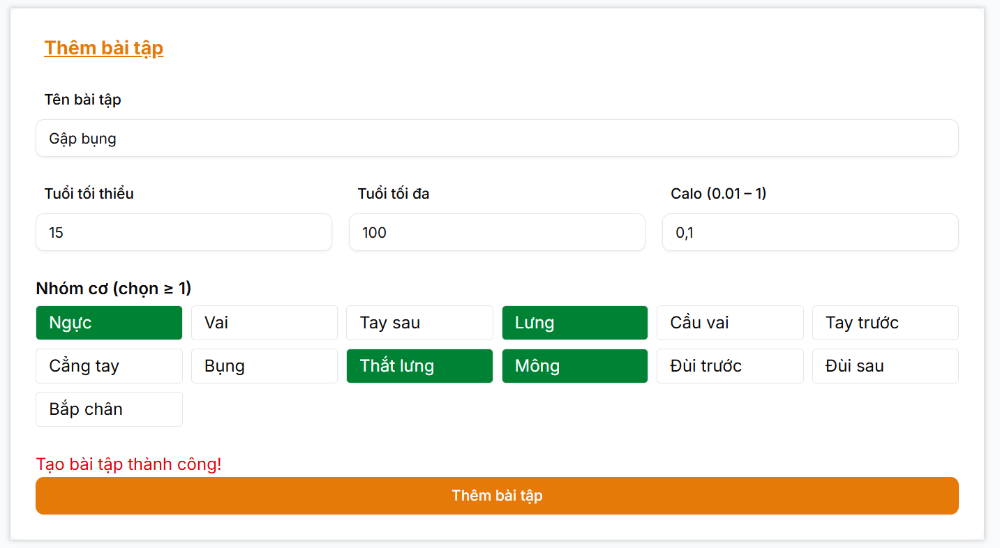 Thêm bài tập
Tên bài tập
Gập bụng
Tuổi tối thiểu Tuổi tối đa Calo (0.01 – 1)
15 100 0,1
Nhóm cơ (chọn ≥ 1)
Ngực Vai Tay sau Lưng Cầu vai Tay trước
Cẳng tay Bụng Thắt lưng Mông Đùi trước Đùi sau
Bắp chân
Tạo bài tập thành công!
Thêm bài tập